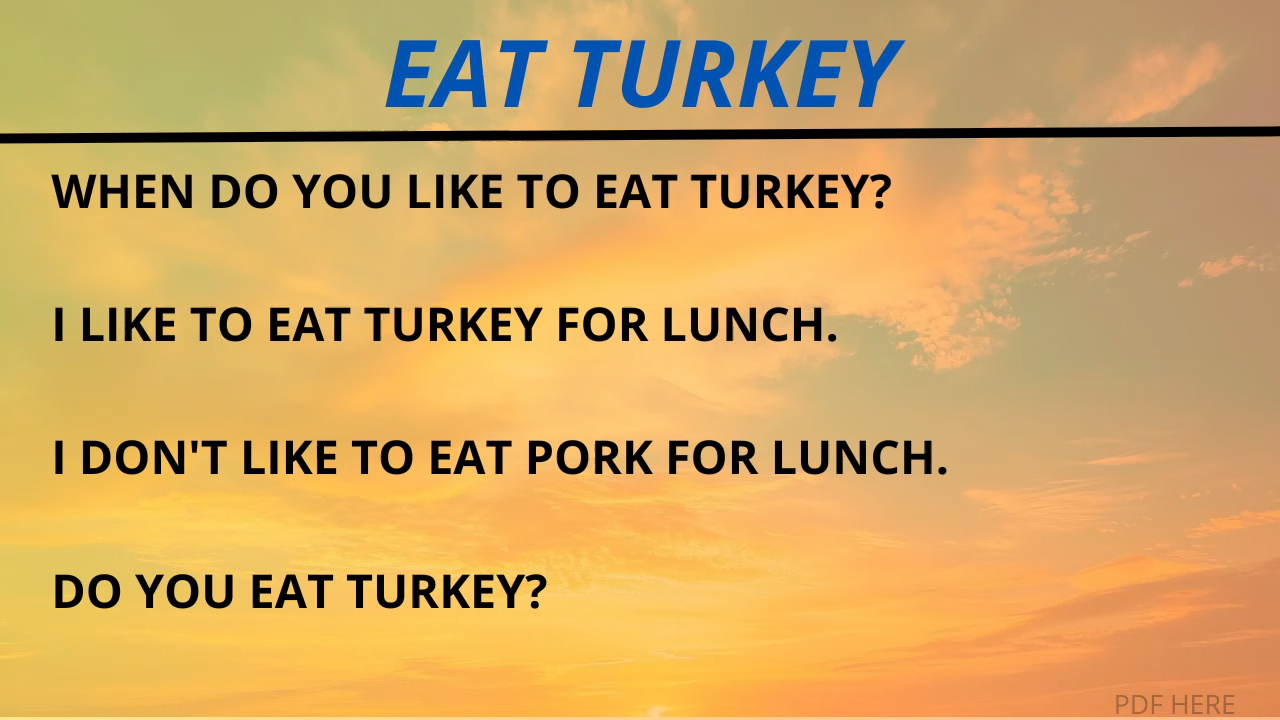 EAT TURKEY
WHEN DO YOU LIKE TO EAT TURKEY?
I LIKE TO EAT TURKEY FOR LUNCH.
I DON'T LIKE TO EAT PORK FOR LUNCH.
DO YOU EAT TURKEY?
PDF HERE